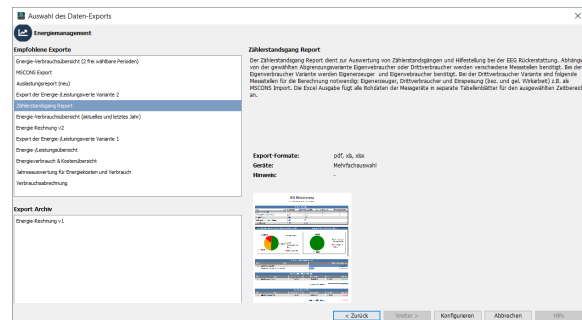 Auswahl des Daten-Exports
Energiemanagement
Empfohlene Exporte
Energie-Verbrauchsübersicht (2 frei wählbare Perioden)
MSCONS Export
Auslastungsreport (neu)
Export der Energie-/Leistungswerte Variante 2
Zählerstandsgang Report
Energie-Verbrauchsübersicht (aktuelles und letztes Jahr)
Energie-Rechnung v2
Export der Energie-/Leistungswerte Variante 1
Energie-/Leistungsübersicht
Energieverbrauch & Kostenübersicht
Jahresauswertung für Energiekosten und Verbrauch
Verbrauchsabrechnung
Export Archiv
Energie-Rechnung v1
Zählerstandsgang Report
Der Zählerstandsgang Report dient zur Auswertung von Zählerstandsgängen und Hilfestellung bei der EEG Rückerstattung. Abhängig
von der gewählten Abgrenzungsvariante Eigenverbraucher oder Drittverbraucher werden verschiedene Messstellen benötigt. Bei der
Eigenverbraucher Variante werden Eigenerzeuger und Eigenverbraucher benötigt. Bei der Drittverbraucher Variante sind folgende
Messstellen für die Berechnung notwendig: Eigenerzeuger, Drittverbraucher und Einspeisung (bez. und gel. Wirkarbeit) z.B. als
MSCONS Import. Die Excel Ausgabe fügt alle Rohdaten der Messgeräte in separate Tabellenblätter für den ausgewählten Zeitbereich
an.
Export-Formate: pdf, xls, xlsx
Geräte: Mehrfachauswahl
Hinweis: -
< Zurück Weiter > Konfigurieren Abbrechen Hilfe